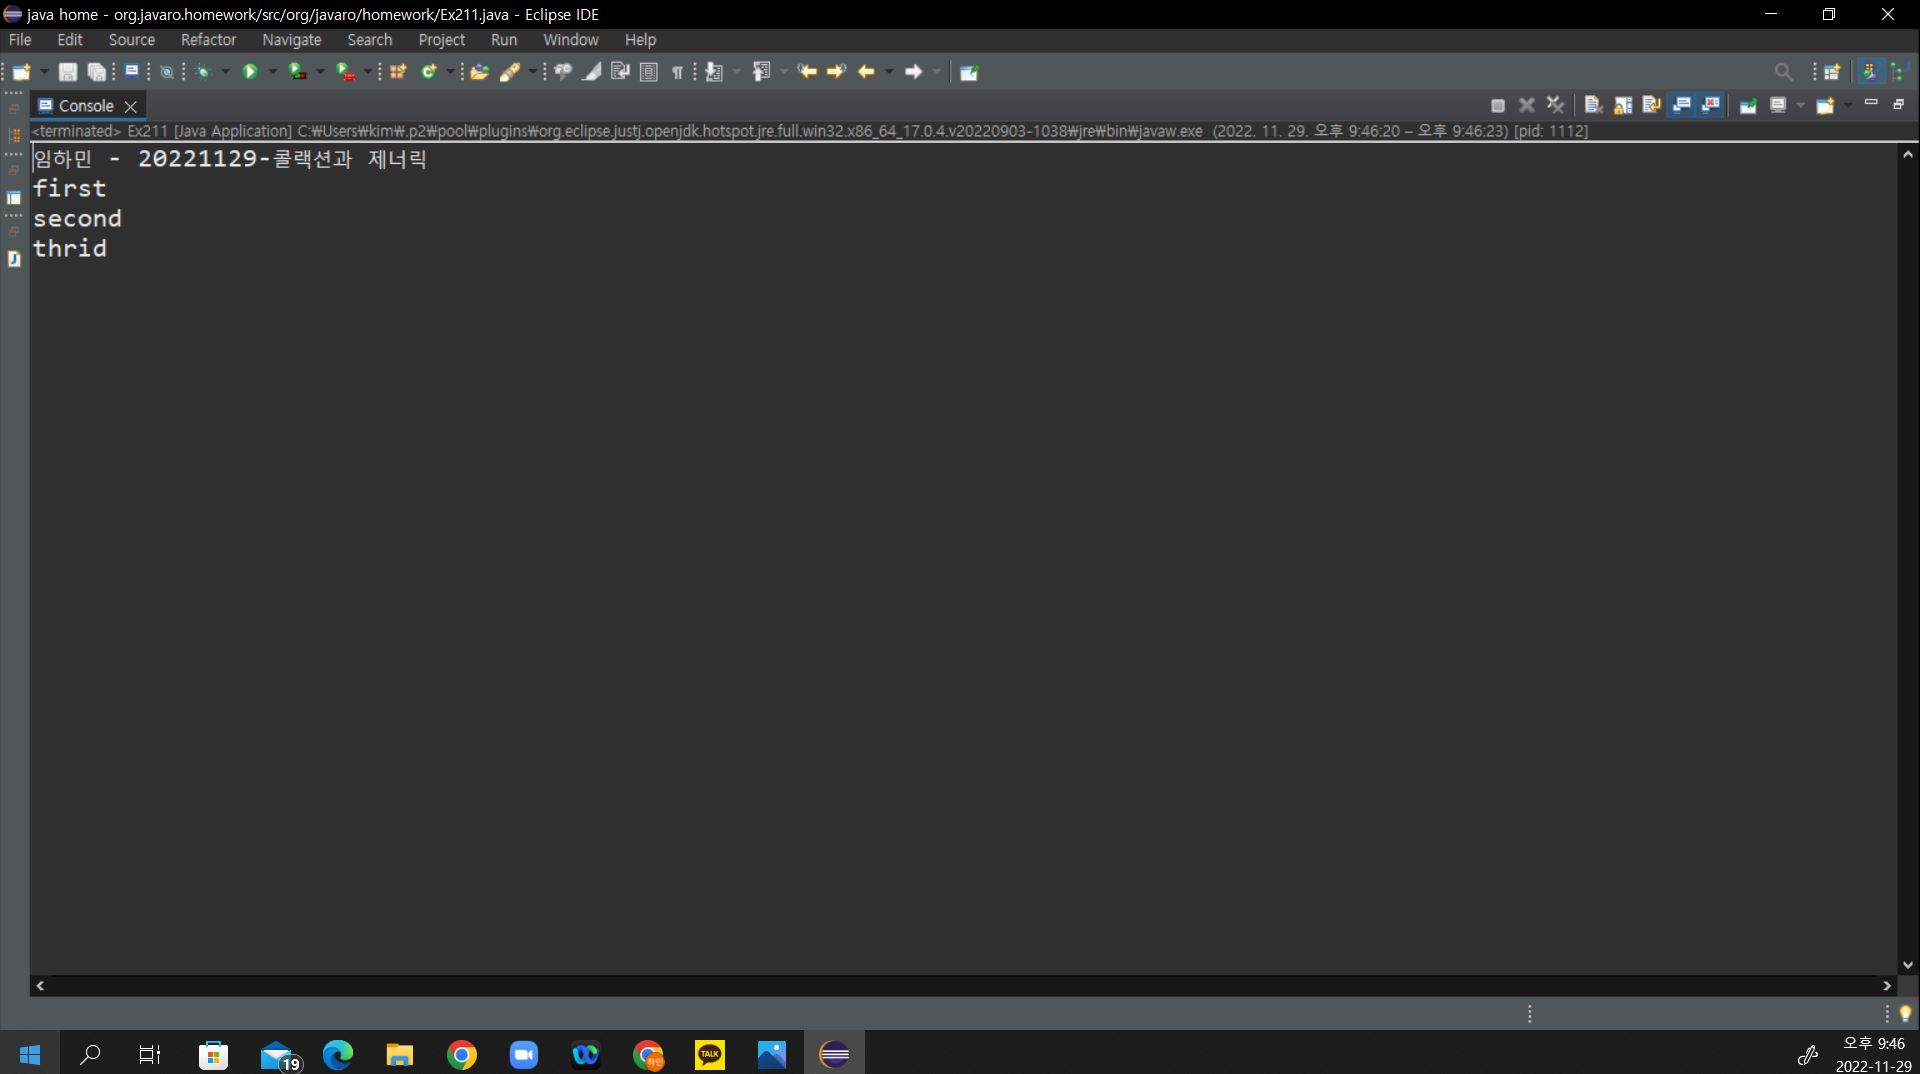 java home - org.javaro.homework/src/org/javaro/homework/Ex211.java - Eclipse IDE
File Edit Source Refactor Navigate Search Project Run Window Help
Console
<terminated> Ex211 [Java Application] C:₩Users₩kim₩.p2₩pool₩plugins₩org.eclipse.justj.openjdk.hotspot.jre.full.win32.x86_64_17.0.4.v20220903-1038₩jre₩bin₩javaw.exe (2022. 11. 29. 오후 9:46:20 – 오후 9:46:23) [pid: 1112]
임하민 - 20221129-콜랙션과 제너릭
first
second
thrid
19
TALK
하민
오후 9:46
2022-11-29